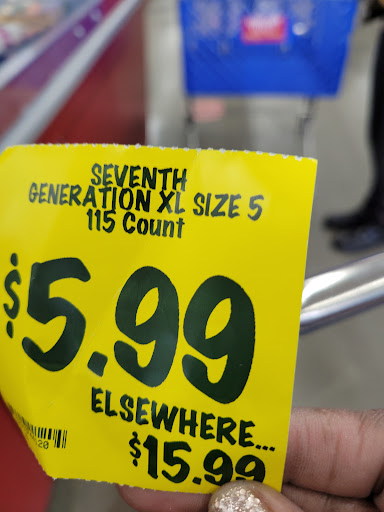 SEVENTH
GENERATION XL SIZE 5
115 Count
$5.99
ELSEWHERE...
$15.99